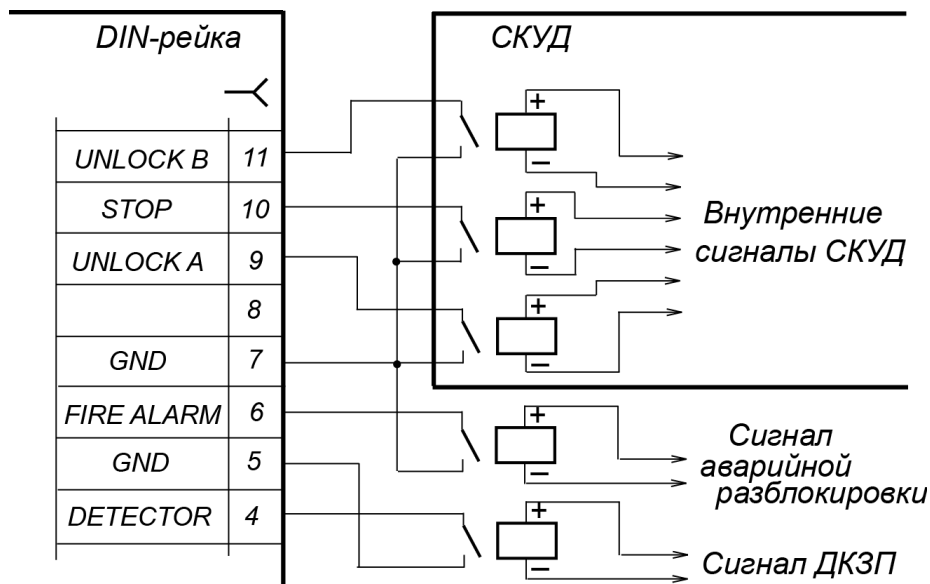 DIN-рейка
СКУД
UNLOCK B 11
STOP 10
UNLOCK A 9
8
GND 7
FIRE ALARM 6
GND 5
DETECTOR 4
+
−
+
−
+
−
+
−
+
−
Внутренние
сигналы СКУД
Сигнал
аварийной
разблокировки
Сигнал ДКЗП